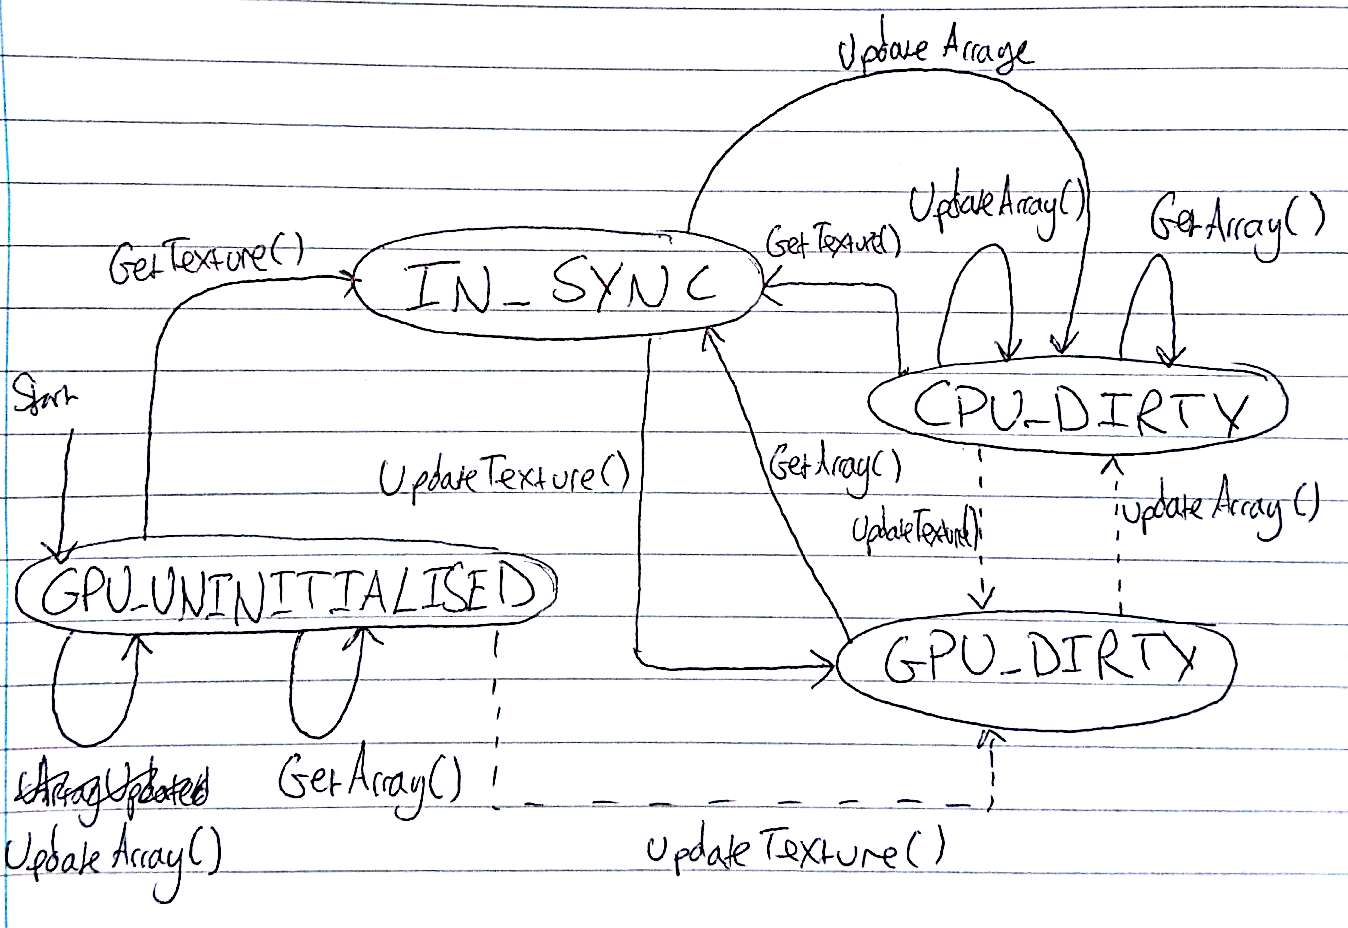 Update Arrage
UpdateArray()
GetArray()
GetTexture()
GetTexture()
IN_SYNC
Start
CPU_DIRTY
UpdateTexture()
GetArray()
UpdateArray()
UpdateTexture()
GPU_UNINITIALISED
GPU_DIRTY
ArrayUpdated
GetArray()
UpdateArray()
UpdateTexture()